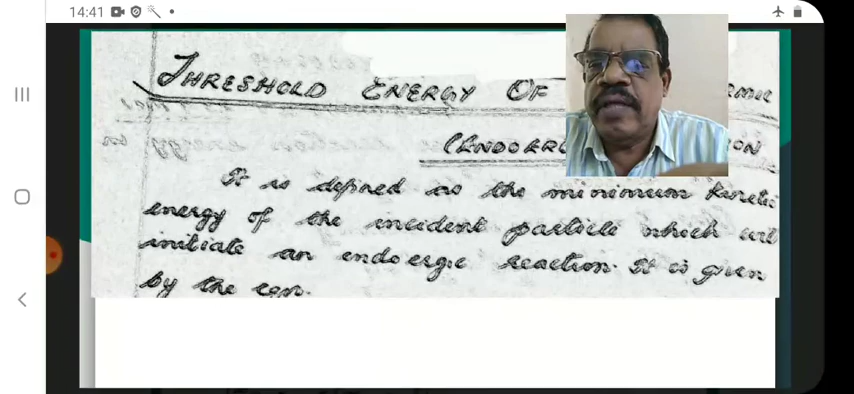 14:41
THRESHOLD ENERGY OF
(ENDOERG
ON
It is defined as the minimum kinetic
energy of the incident particle which will
initiate an endoergic reaction. It is given
by the eqn.